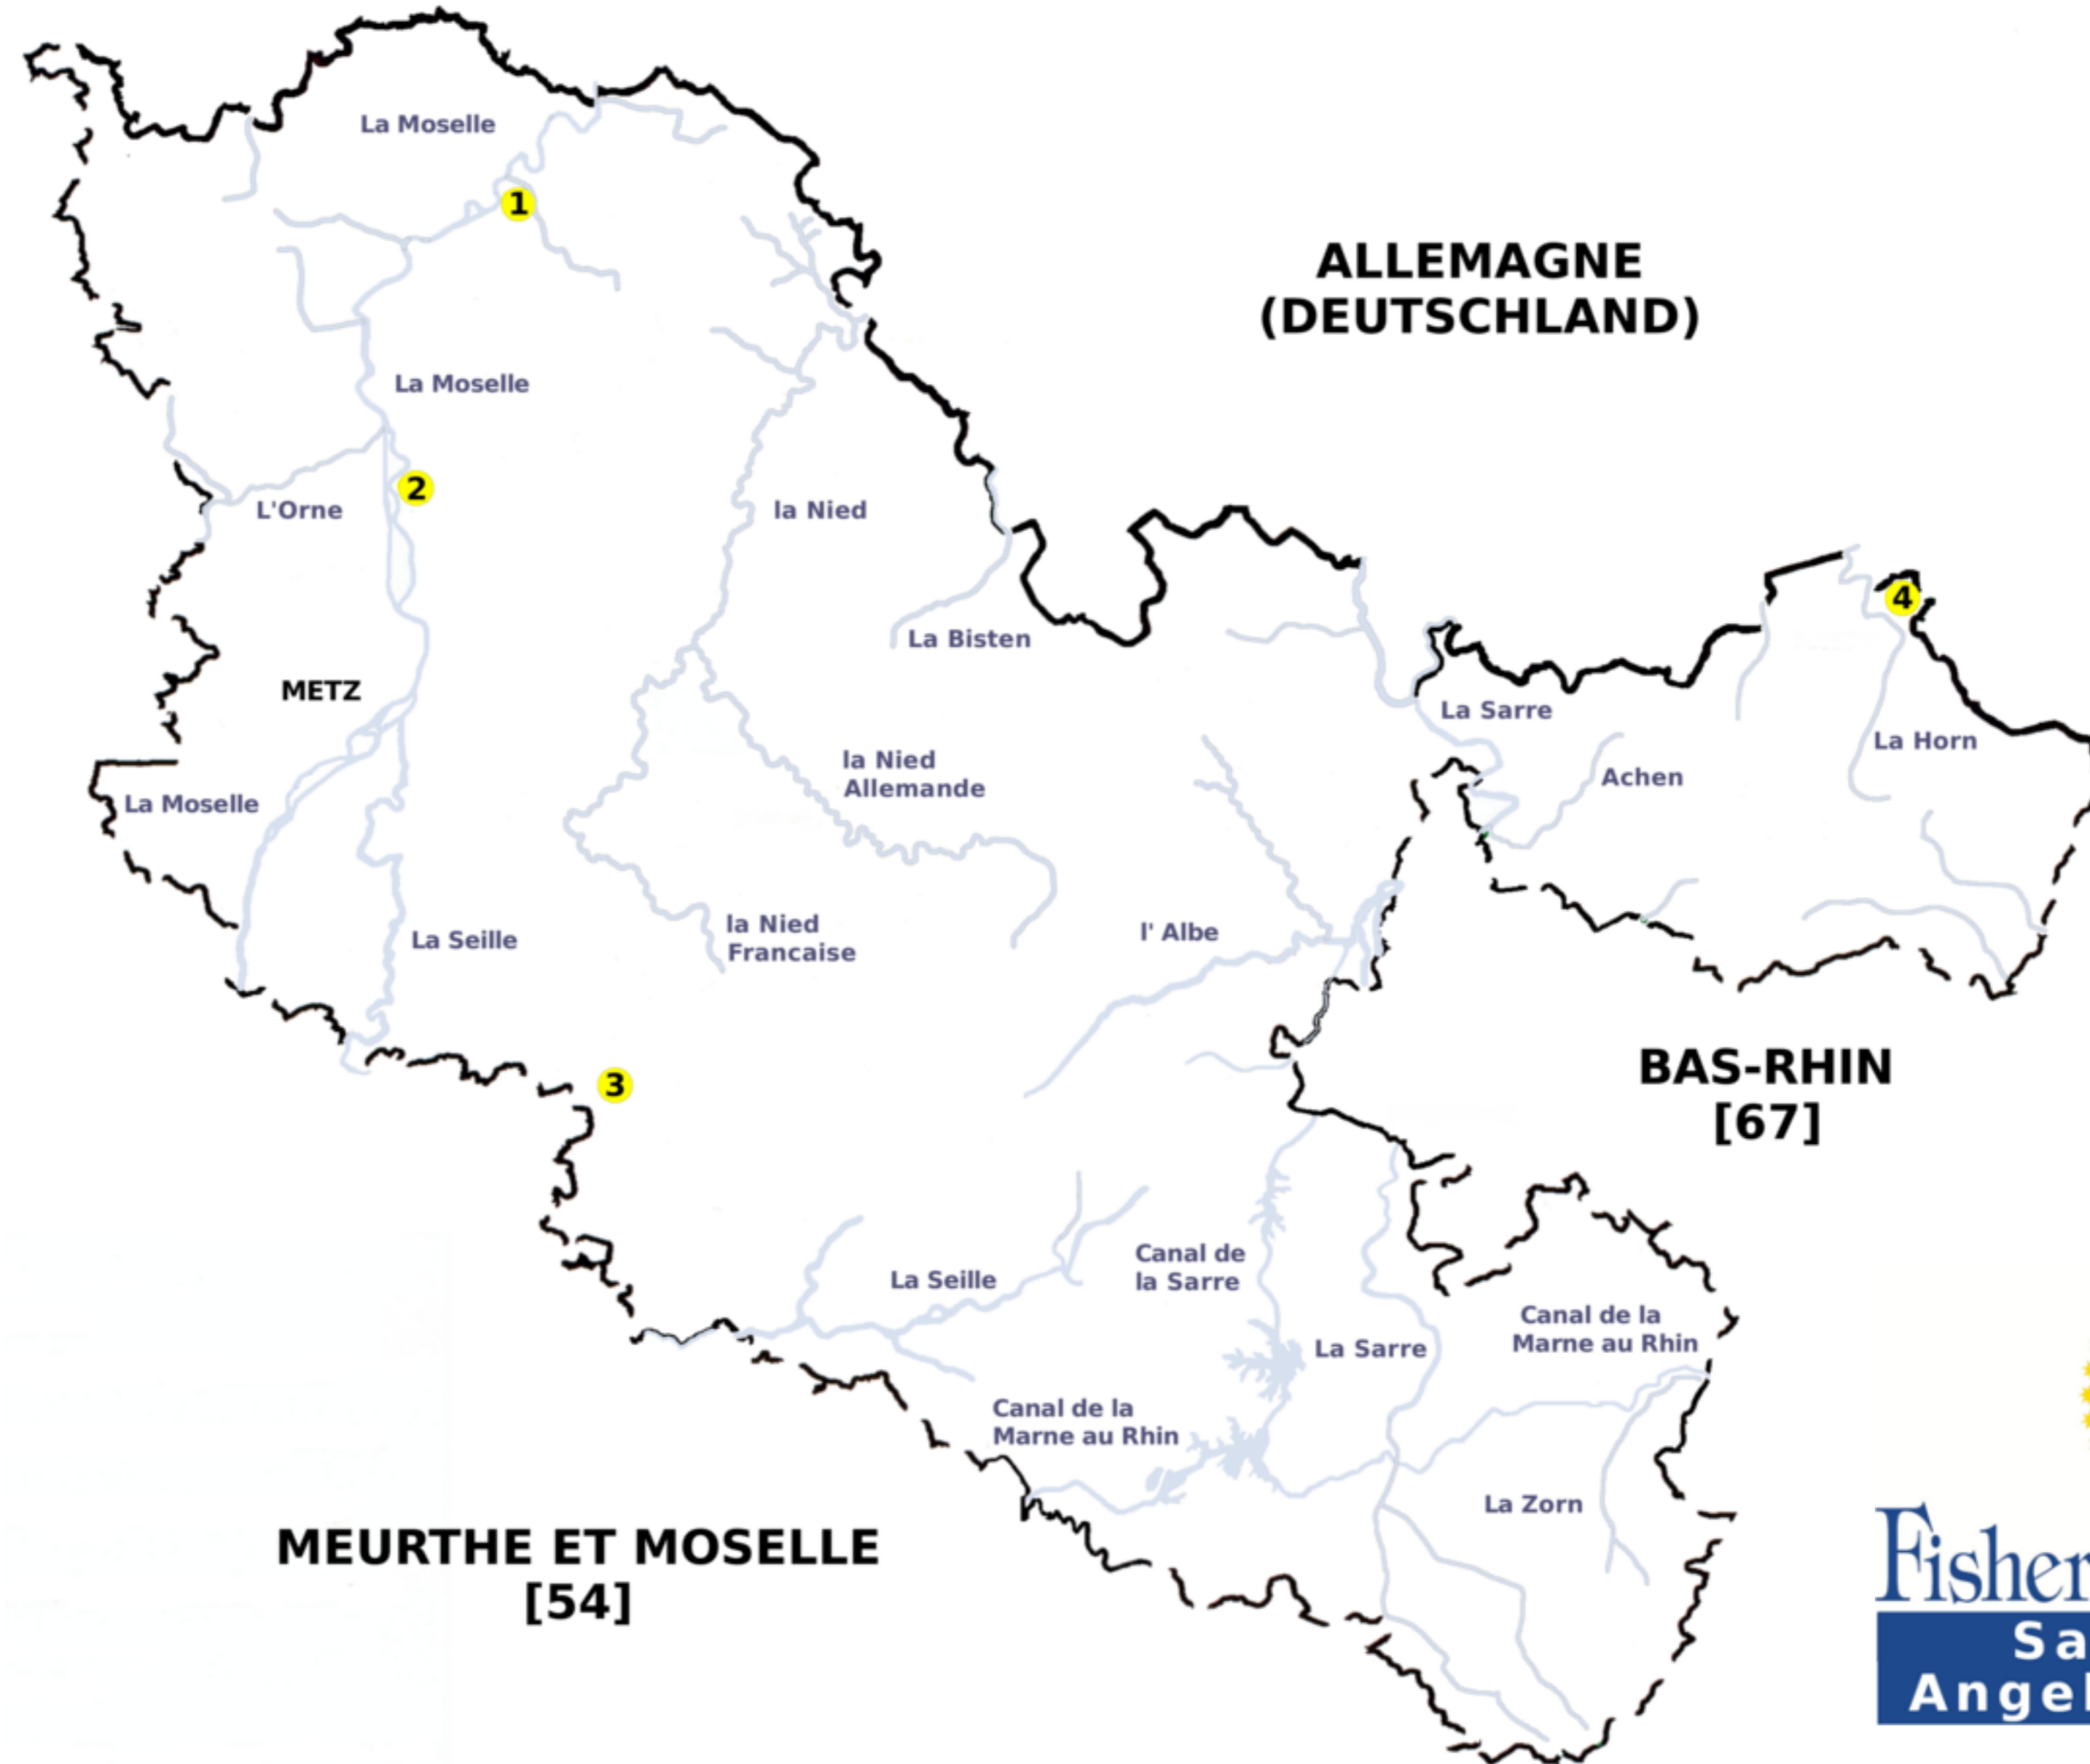 La Moselle
1
ALLEMAGNE
(DEUTSCHLAND)
La Moselle
2
L'Orne
la Nied
4
La Bisten
METZ
La Sarre
La Horn
la Nied
Allemande
Achen
La Moselle
la Nied
Francaise
l' Albe
La Seille
3
BAS-RHIN
[67]
Canal de
la Sarre
La Seille
Canal de la
Marne au Rhin
La Sarre
Canal de la
Marne au Rhin
La Zorn
MEURTHE ET MOSELLE
[54]
Fisher
Sa
Angel